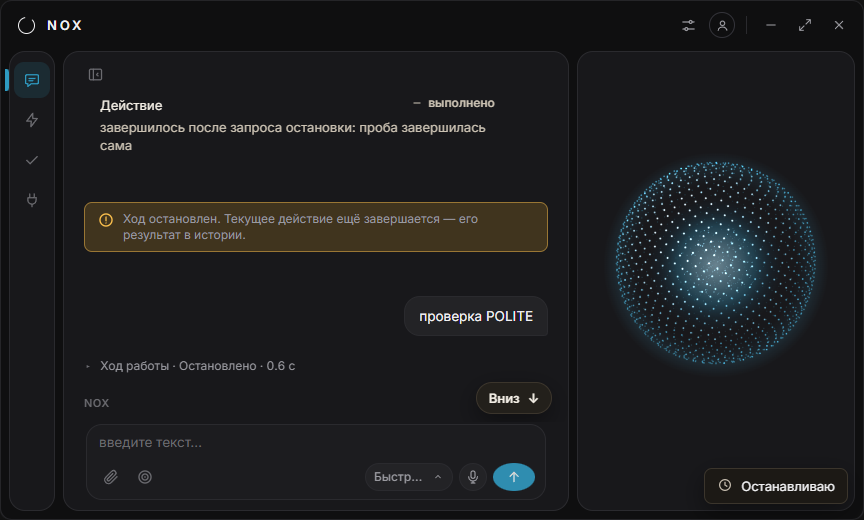 NOX
Действие
— выполнено
завершилось после запроса остановки: проба завершилась
сама
Ход остановлен. Текущее действие ещё завершается — его
результат в истории.
проверка POLITE
Ход работы · Остановлено · 0.6 с
NOX
Вниз ↓
введите текст...
Быстр...
Останавливаю